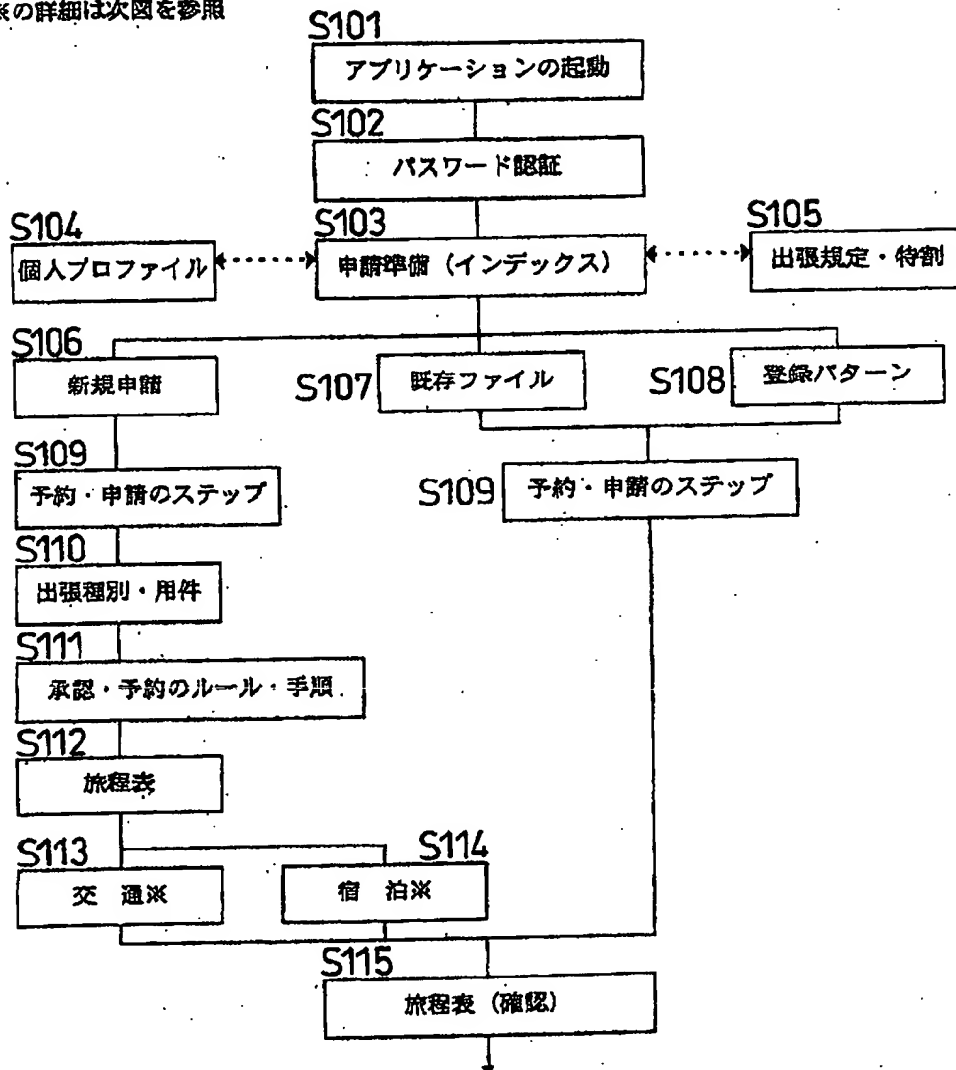 ※の詳細は次図を参照
S101
アプリケーションの起動
S102
パスワード認証
S104
個人プロファイル
S103
申請準備（インデックス）
S105
出張規定・特割
S106
新規申請
S107
既存ファイル
S108
登録パターン
S109
予約・申請のステップ
S109
予約・申請のステップ
S110
出張種別・用件
S111
承認・予約のルール・手順
S112
旅程表
S113
交 通※
S114
宿 泊※
S115
旅程表（確認）